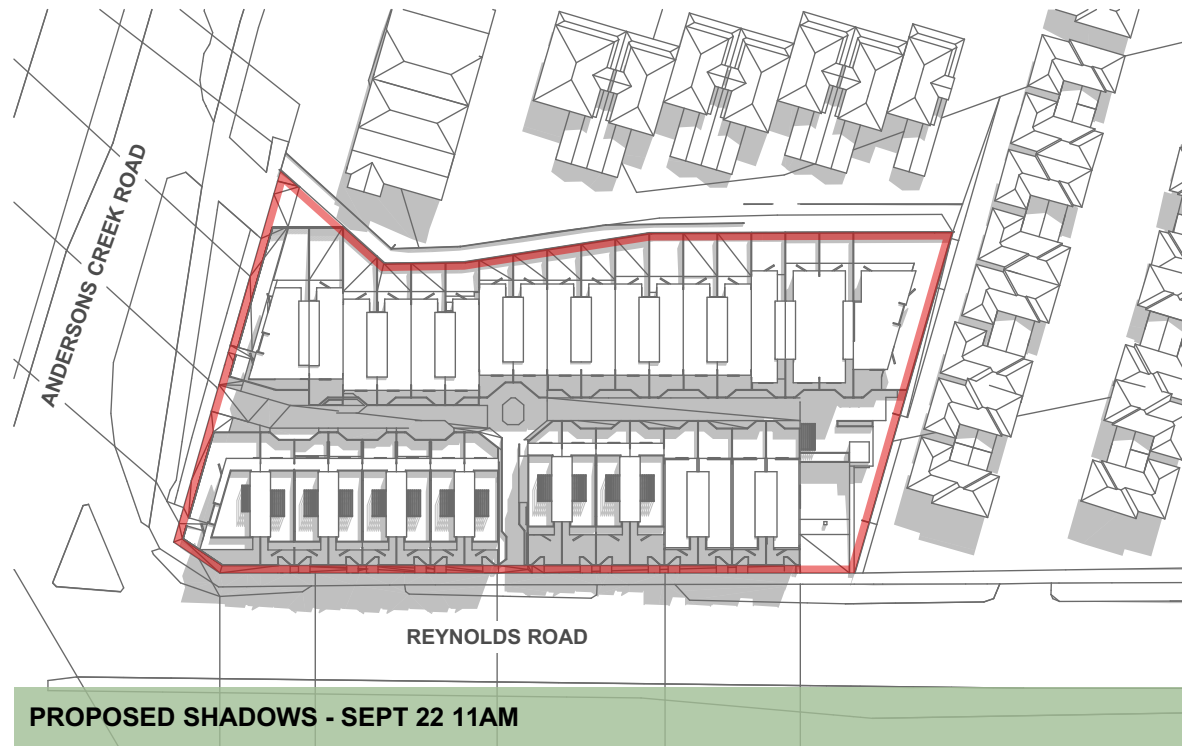 ANDERSONS CREEK ROAD
REYNOLDS ROAD
PROPOSED SHADOWS - SEPT 22 11AM